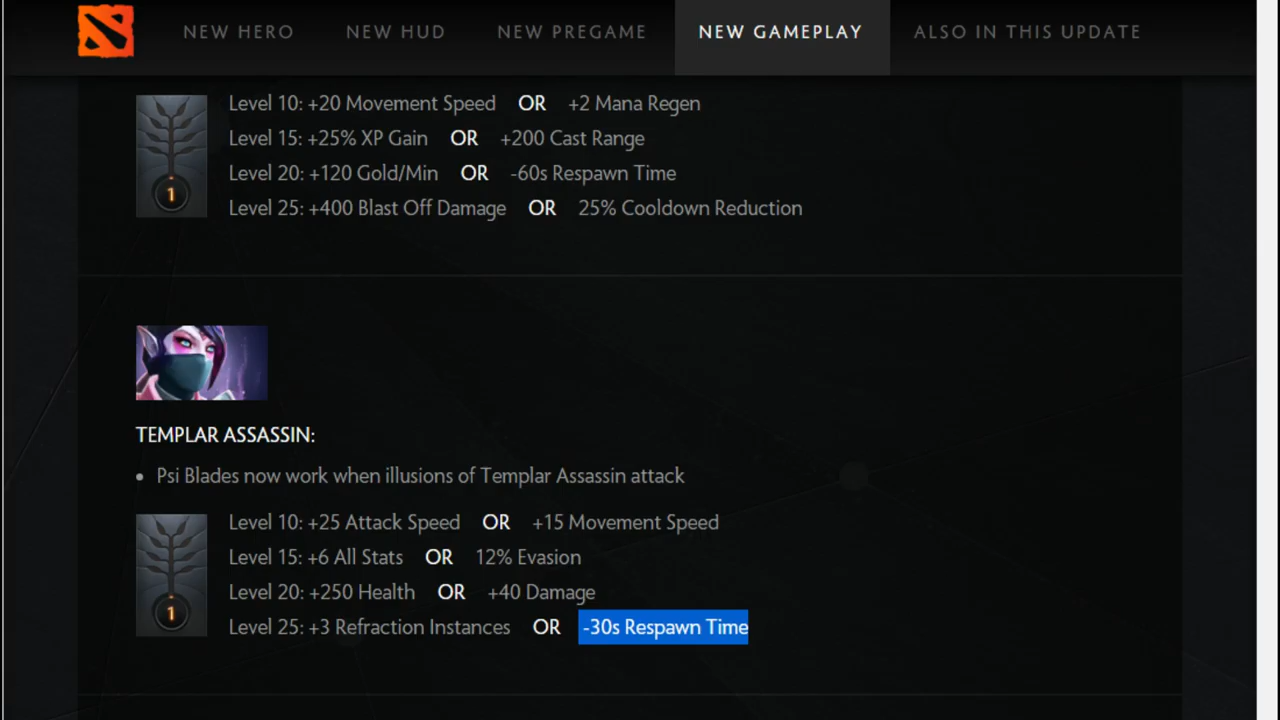 NEW HERO NEW HUD NEW PREGAME NEW GAMEPLAY ALSO IN THIS UPDATE
Level 10: +20 Movement Speed OR +2 Mana Regen
Level 15: +25% XP Gain OR +200 Cast Range
Level 20: +120 Gold/Min OR -60s Respawn Time
Level 25: +400 Blast Off Damage OR 25% Cooldown Reduction
1
TEMPLAR ASSASSIN:
• Psi Blades now work when illusions of Templar Assassin attack
Level 10: +25 Attack Speed OR +15 Movement Speed
Level 15: +6 All Stats OR 12% Evasion
Level 20: +250 Health OR +40 Damage
Level 25: +3 Refraction Instances OR -30s Respawn Time
1